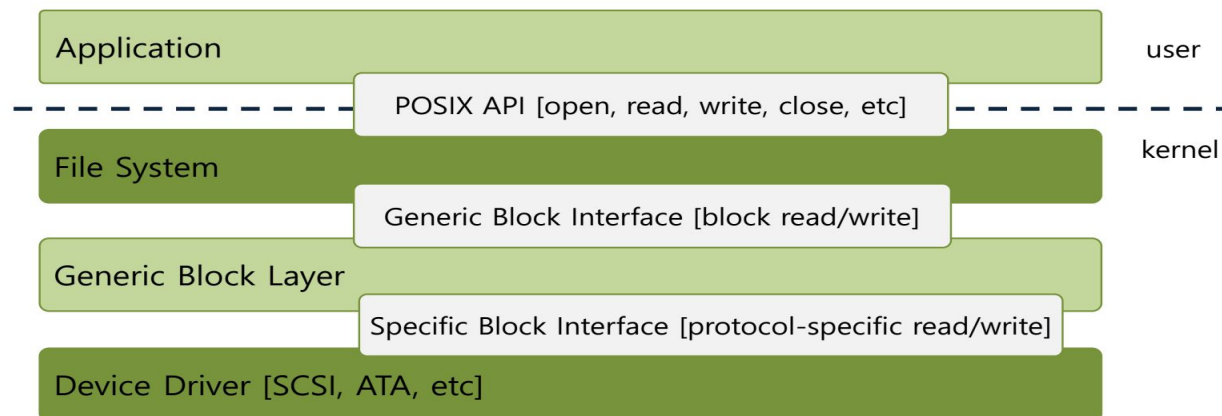 Application
user
POSIX API [open, read, write, close, etc]
kernel
File System
Generic Block Interface [block read/write]
Generic Block Layer
Specific Block Interface [protocol-specific read/write]
Device Driver [SCSI, ATA, etc]